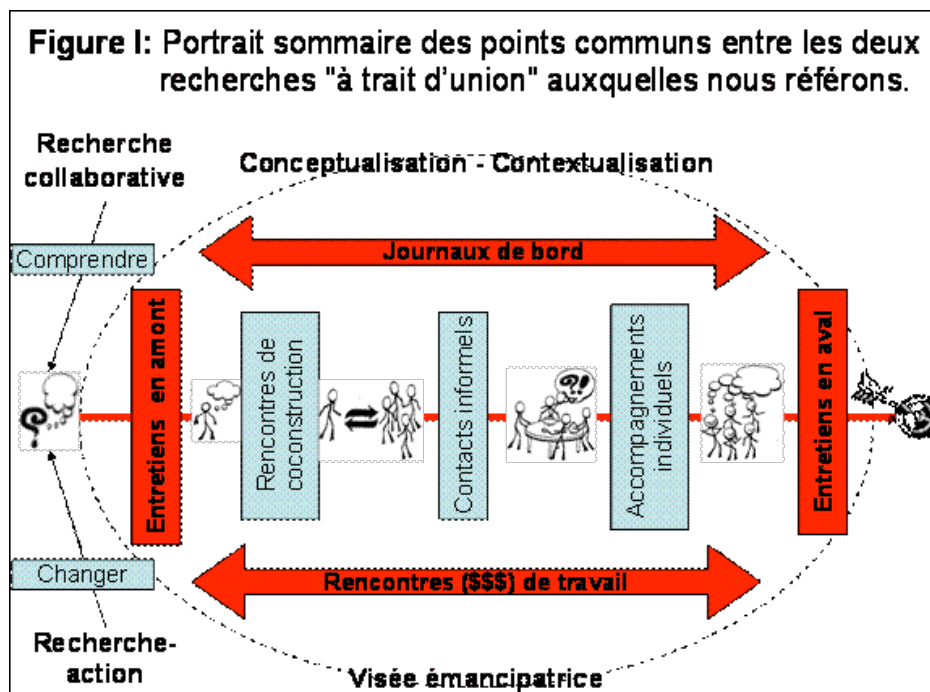 Figure I: Portrait sommaire des points communs entre les deux
recherches "à trait d'union" auxquelles nous référons.
Recherche
collaborative
Conceptualisation - Contextualisation
Comprendre
Journaux de bord
Entretiens en amont
Rencontres de
coconstruction
Contacts informels
Accompagnements
individuels
Entretiens en aval
?
?!
Changer
Rencontres ($$$) de travail
Recherche-
action
Visée émancipatrice